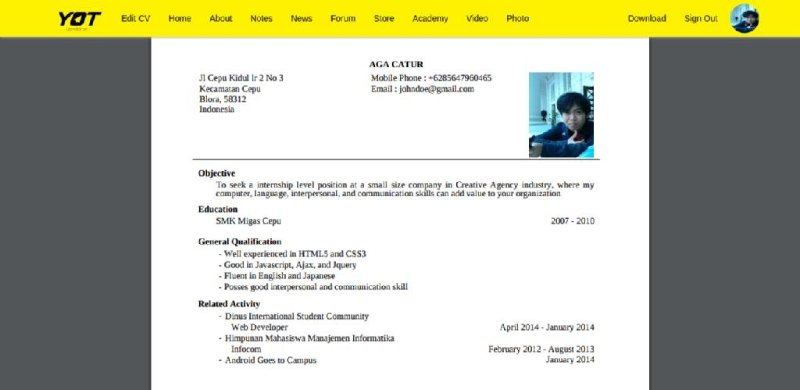 YOT
Edit CV Home About Notes News Forum Store Academy Video Photo Download Sign Out
AGA CATUR
Jl Cepu Kidul lr 2 No 3
Kecamatan Cepu
Blora, 58312
Indonesia
Mobile Phone : +6285647960465
Email : johndoe@gmail.com
Objective
To seek a internship level position at a small size company in Creative Agency industry, where my
computer, language, interpersonal, and communication skills can add value to your organization
Education
SMK Migas Cepu 2007 - 2010
General Qualification
- Well experienced in HTML5 and CSS3
- Good in Javascript, Ajax, and Jquery
- Fluent in English and Japanese
- Posses good interpersonal and communication skill
Related Activity
- Dinus International Student Community
Web Developer April 2014 - January 2014
- Himpunan Mahasiswa Manajemen Informatika
Infocom February 2012 - August 2013
- Android Goes to Campus January 2014